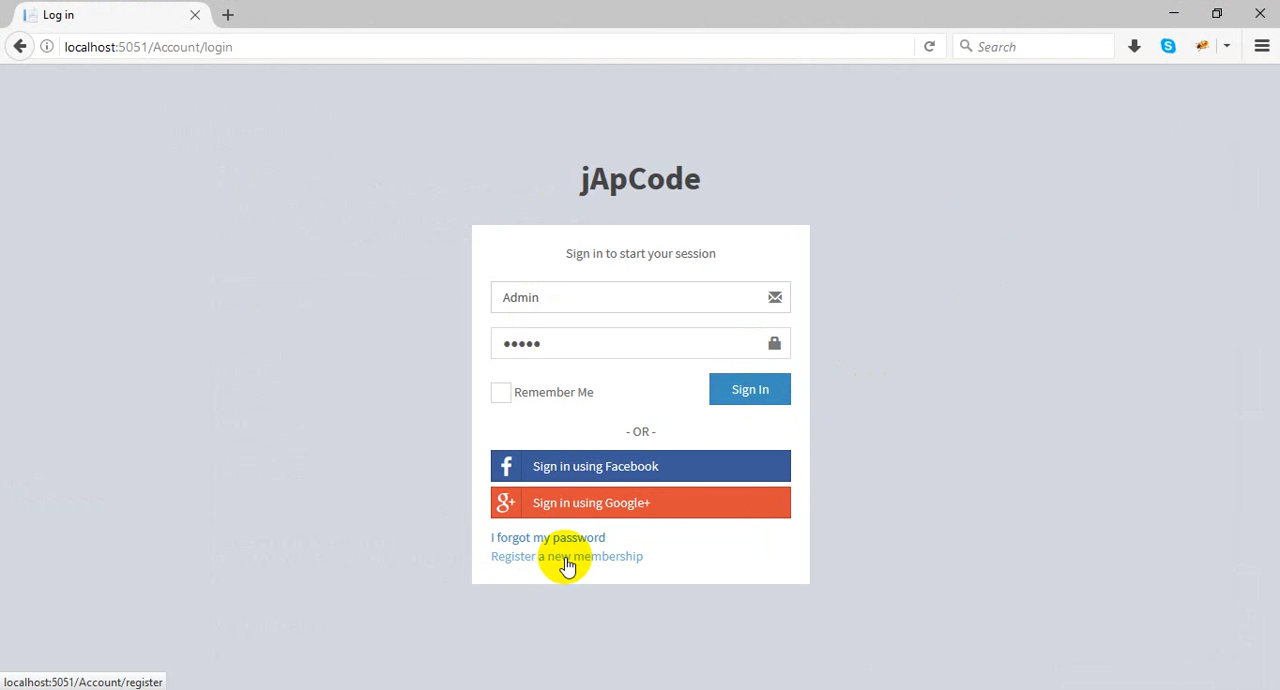 Log in
localhost:5051/Account/login
Search
jApCode
Sign in to start your session
Admin
Remember Me
Sign In
- OR -
Sign in using Facebook
Sign in using Google+
I forgot my password
Register a new membership
localhost:5051/Account/register